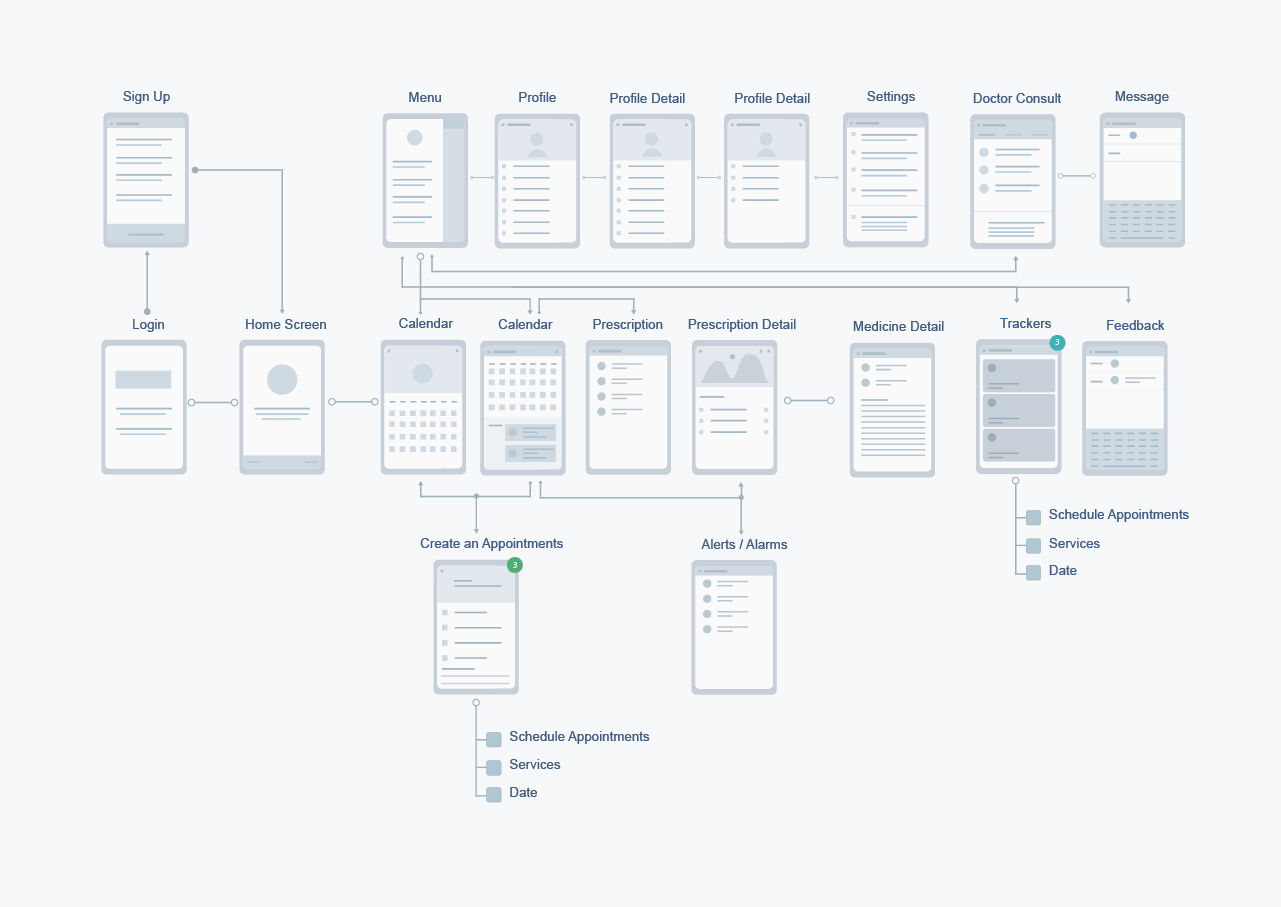 Sign Up
Menu
Profile
Profile Detail
Profile Detail
Settings
Doctor Consult
Message
Login
Home Screen
Calendar
Calendar
Prescription
Prescription Detail
Medicine Detail
Trackers
Feedback
3
Schedule Appointments
Services
Date
Create an Appointments
Alerts / Alarms
3
Schedule Appointments
Services
Date